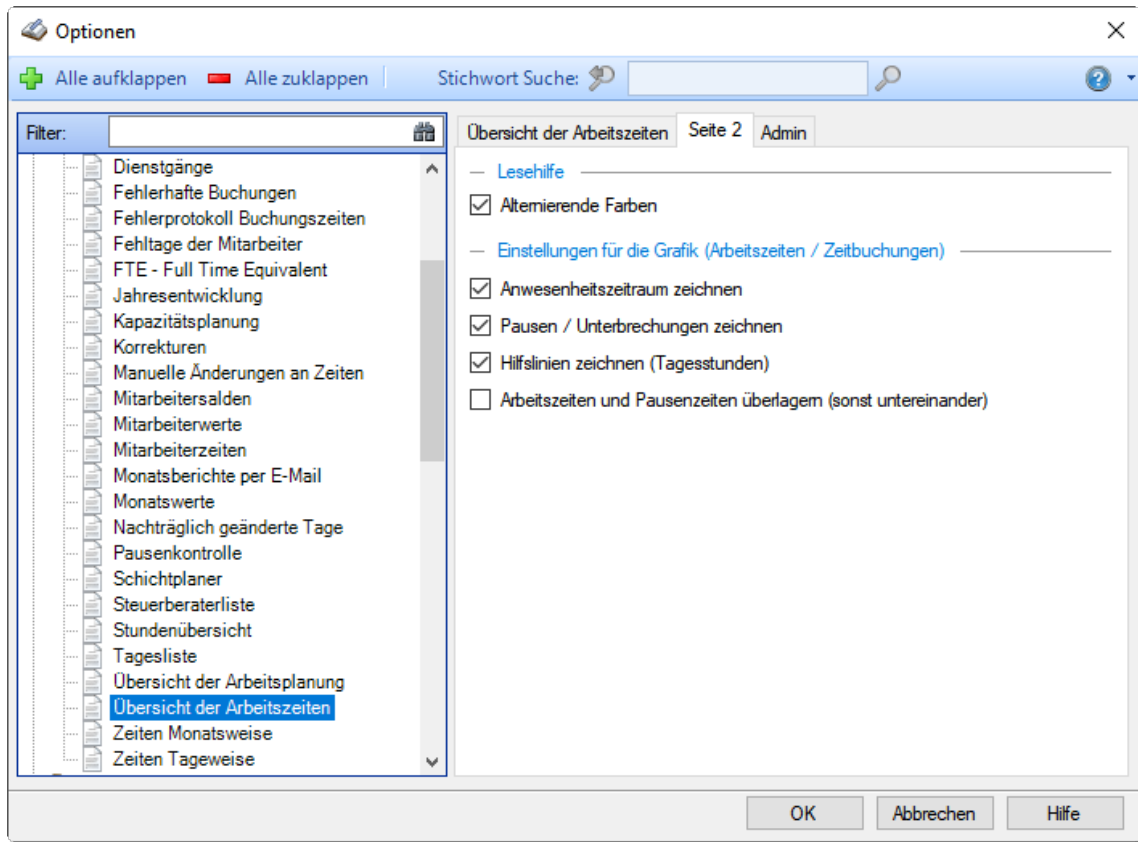 Optionen
Alle aufklappen Alle zuklappen Stichwort Suche:
Filter:
Dienstgänge
Fehlerhafte Buchungen
Fehlerprotokoll Buchungszeiten
Fehltage der Mitarbeiter
FTE - Full Time Equivalent
Jahresentwicklung
Kapazitätsplanung
Korrekturen
Manuelle Änderungen an Zeiten
Mitarbeitersalden
Mitarbeiterwerte
Mitarbeiterzeiten
Monatsberichte per E-Mail
Monatswerte
Nachträglich geänderte Tage
Pausenkontrolle
Schichtplaner
Steuerberaterliste
Stundenübersicht
Tagesliste
Übersicht der Arbeitsplanung
Übersicht der Arbeitszeiten
Zeiten Monatsweise
Zeiten Tageweise
Übersicht der Arbeitszeiten Seite 2 Admin
Lesehilfe
Alternierende Farben
Einstellungen für die Grafik (Arbeitszeiten / Zeitbuchungen)
Anwesenheitszeitraum zeichnen
Pausen / Unterbrechungen zeichnen
Hilfslinien zeichnen (Tagesstunden)
Arbeitszeiten und Pausenzeiten überlagern (sonst untereinander)
OK Abbrechen Hilfe